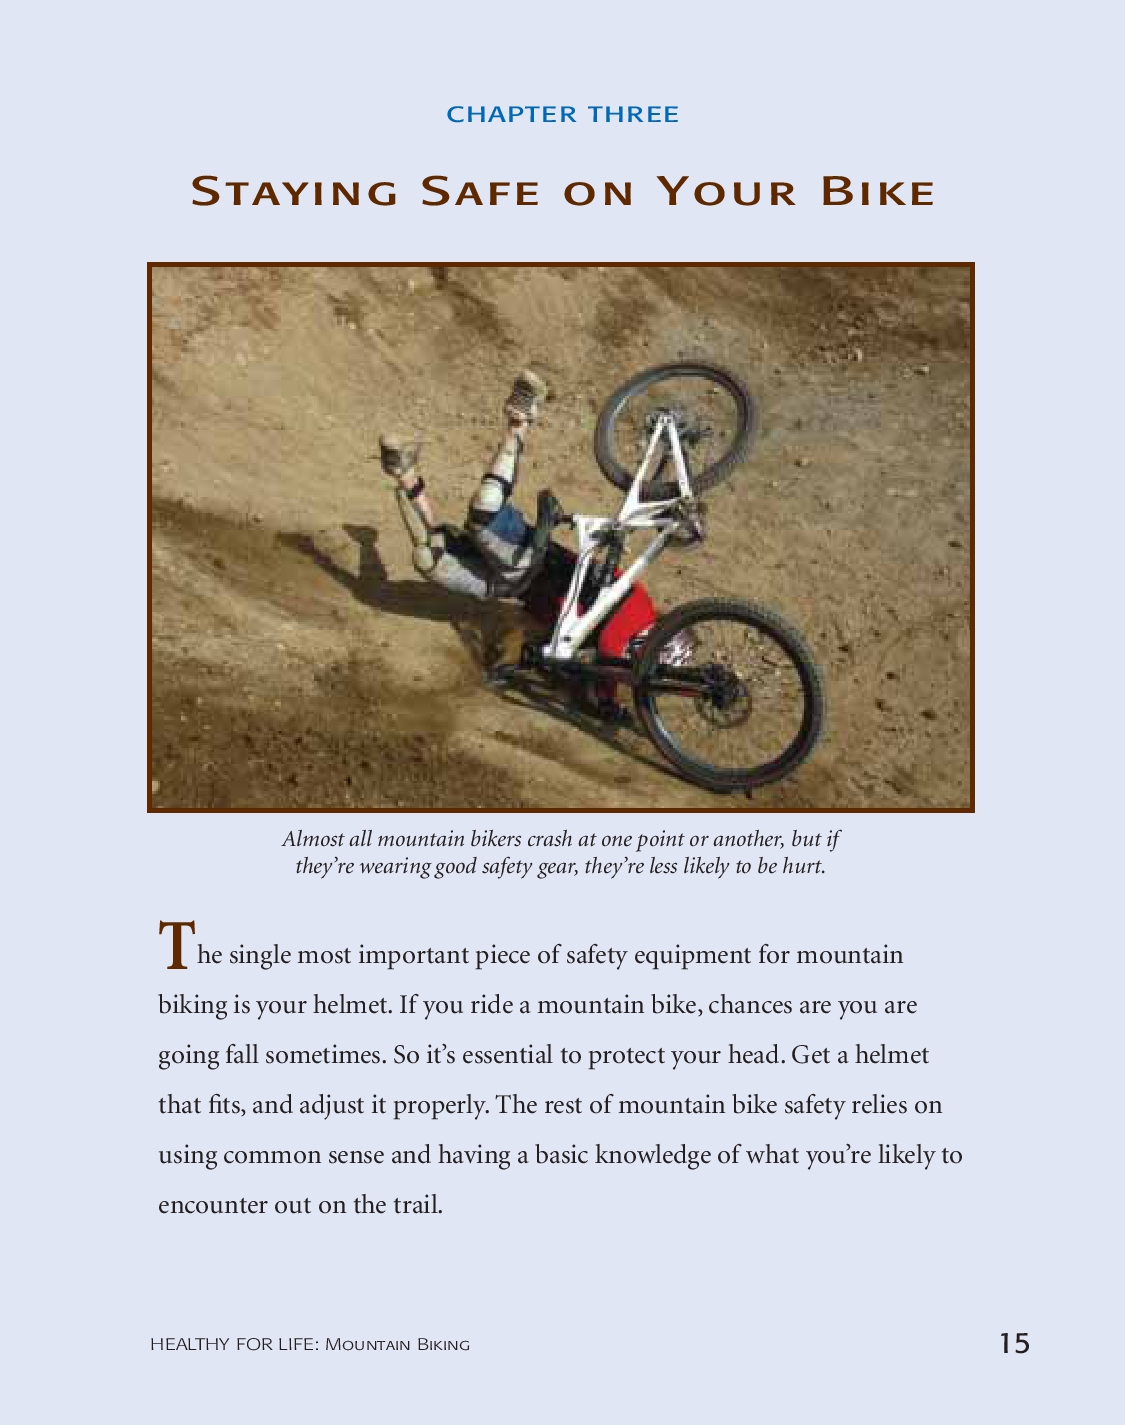 CHAPTER THREE
STAYING SAFE ON YOUR BIKE
Almost all mountain bikers crash at one point or another, but if
they’re wearing good safety gear, they’re less likely to be hurt.
The single most important piece of safety equipment for mountain
biking is your helmet. If you ride a mountain bike, chances are you are
going fall sometimes. So it’s essential to protect your head. Get a helmet
that fits, and adjust it properly. The rest of mountain bike safety relies on
using common sense and having a basic knowledge of what you’re likely to
encounter out on the trail.
HEALTHY FOR LIFE: MOUNTAIN BIKING
15